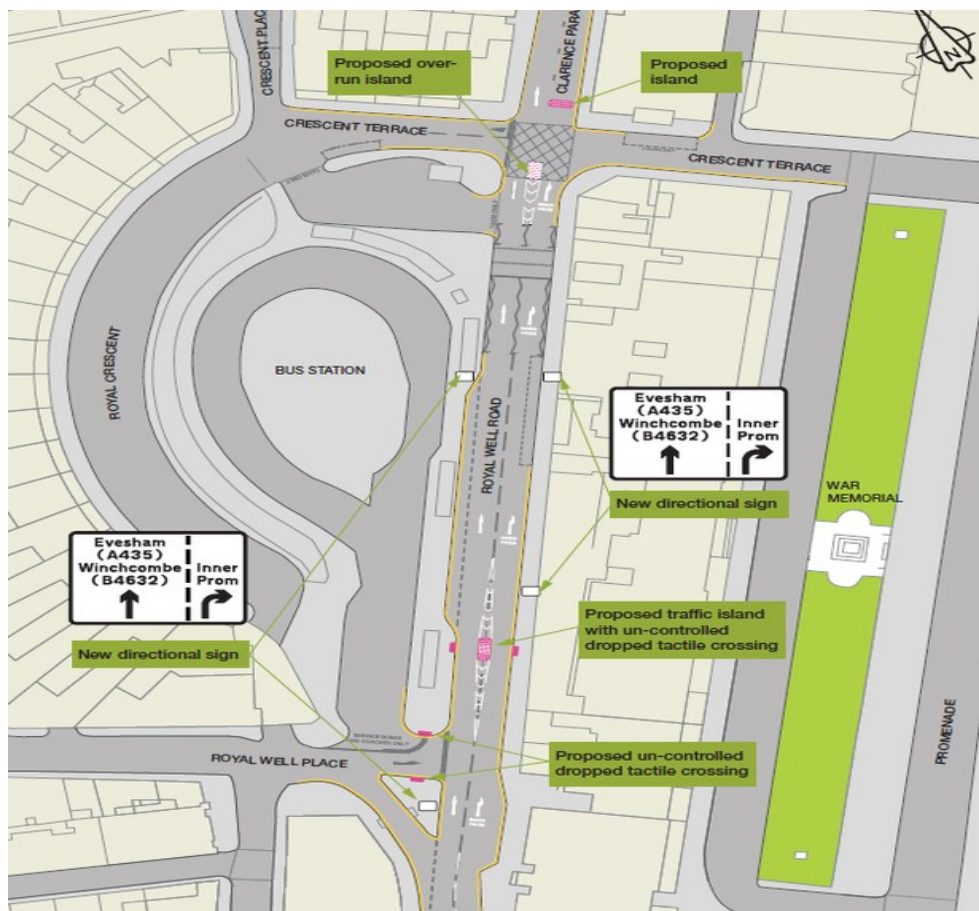 CRESCENT PLACE
CLARENCE PARA
N
Proposed over-
run island
Proposed
island
CRESCENT TERRACE
CRESCENT TERRACE
ROYAL CRESCENT
BUS STATION
ROYAL WELL ROAD
Evesham
(A435)
Winchcombe
(B4632)
Inner
Prom
New directional sign
WAR
MEMORIAL
Evesham
(A435)
Winchcombe
(B4632)
Inner
Prom
New directional sign
Proposed traffic island
with un-controlled
dropped tactile crossing
PROMENADE
ROYAL WELL PLACE
Proposed un-controlled
dropped tactile crossing